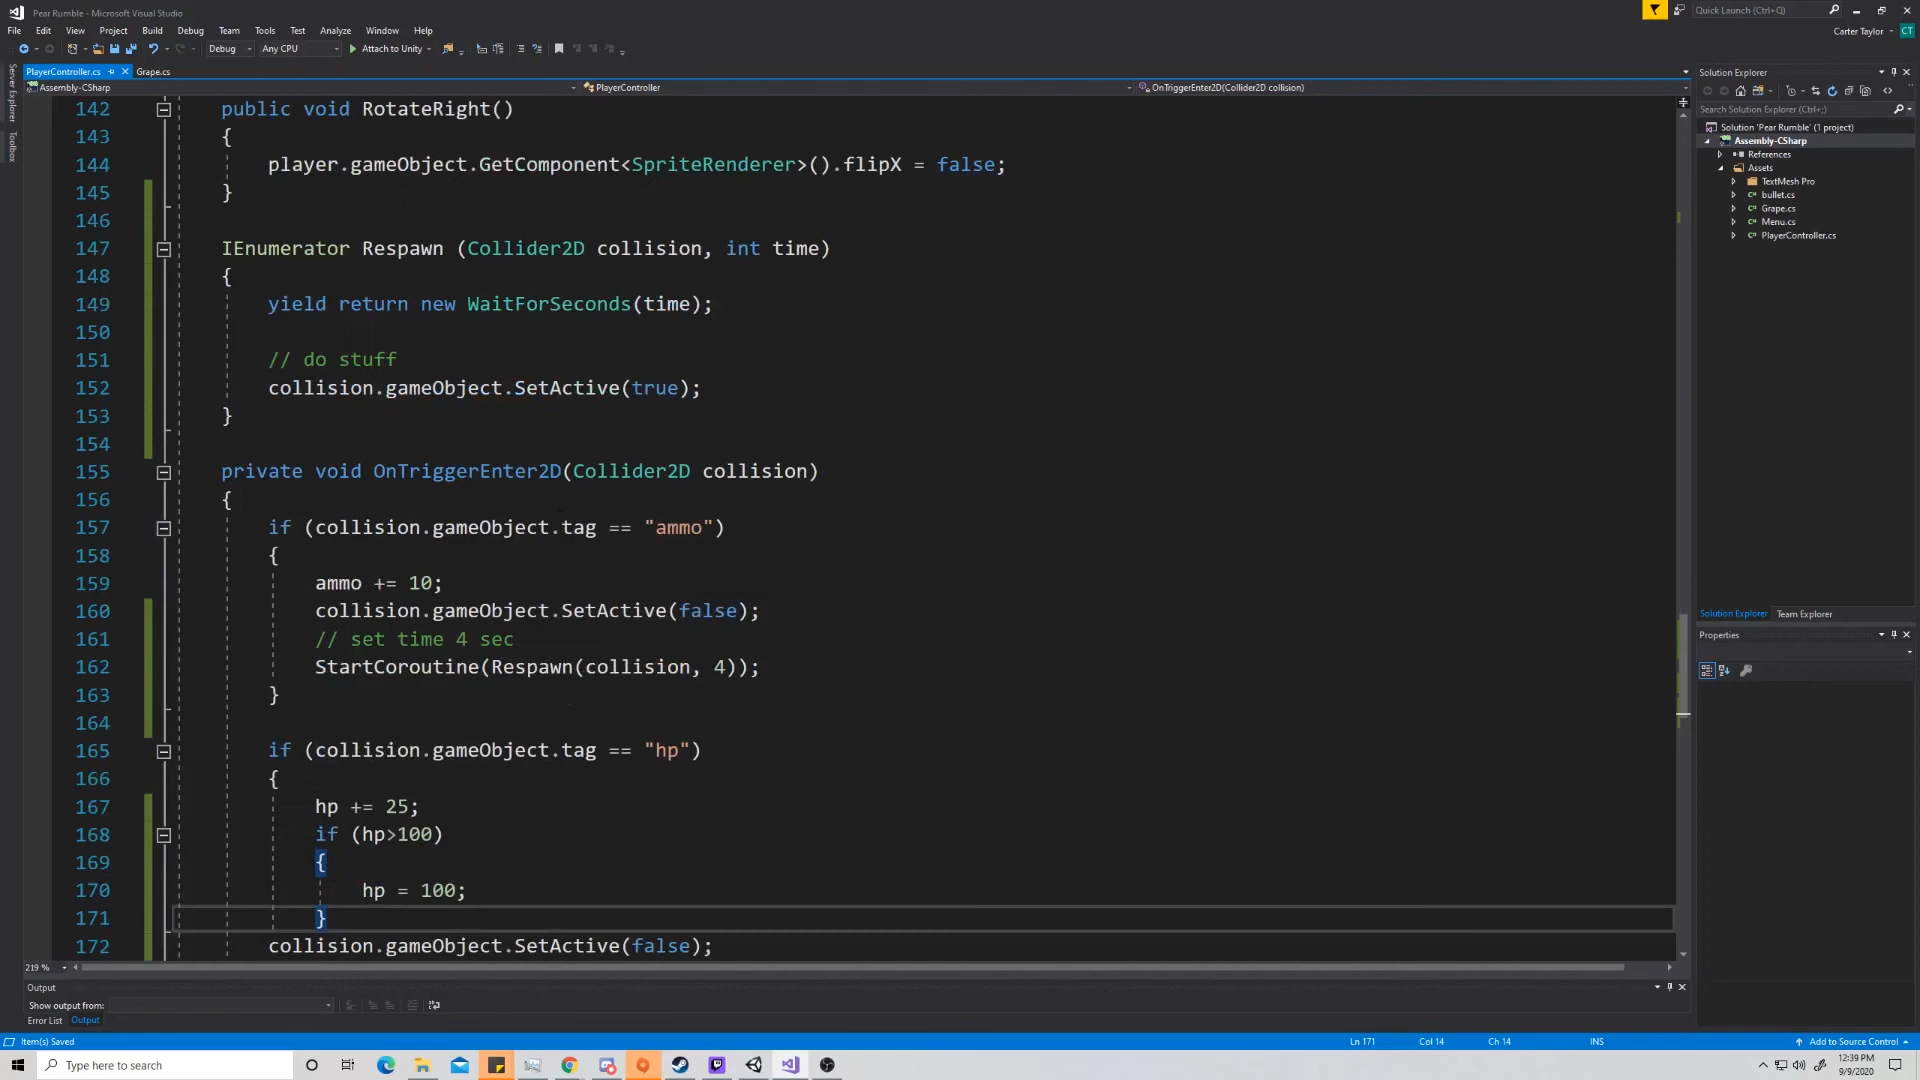 Pear Rumble - Microsoft Visual Studio
Quick Launch (Ctrl+Q)
File Edit View Project Build Debug Team Tools Test Analyze Window Help
Carter Taylor CT
Debug Any CPU Attach to Unity
Server Explorer
Toolbox
PlayerController.cs Grape.cs
Assembly-CSharp PlayerController OnTriggerEnter2D(Collider2D collision)
142 public void RotateRight()
143 {
144 player.gameObject.GetComponent<SpriteRenderer>().flipX = false;
145 }
146
147 IEnumerator Respawn (Collider2D collision, int time)
148 {
149 yield return new WaitForSeconds(time);
150
151 // do stuff
152 collision.gameObject.SetActive(true);
153 }
154
155 private void OnTriggerEnter2D(Collider2D collision)
156 {
157 if (collision.gameObject.tag == "ammo")
158 {
159 ammo += 10;
160 collision.gameObject.SetActive(false);
161 // set time 4 sec
162 StartCoroutine(Respawn(collision, 4));
163 }
164
165 if (collision.gameObject.tag == "hp")
166 {
167 hp += 25;
168 if (hp>100)
169 {
170 hp = 100;
171 }
172 collision.gameObject.SetActive(false);
219 %
Output
Show output from:
Error List Output
Solution Explorer
Search Solution Explorer (Ctrl+;)
Solution 'Pear Rumble' (1 project)
Assembly-CSharp
References
Assets
TextMesh Pro
bullet.cs
Grape.cs
Menu.cs
PlayerController.cs
Solution Explorer Team Explorer
Properties
Item(s) Saved Ln 171 Col 14 Ch 14 INS Add to Source Control
Type here to search
12:39 PM
9/9/2020